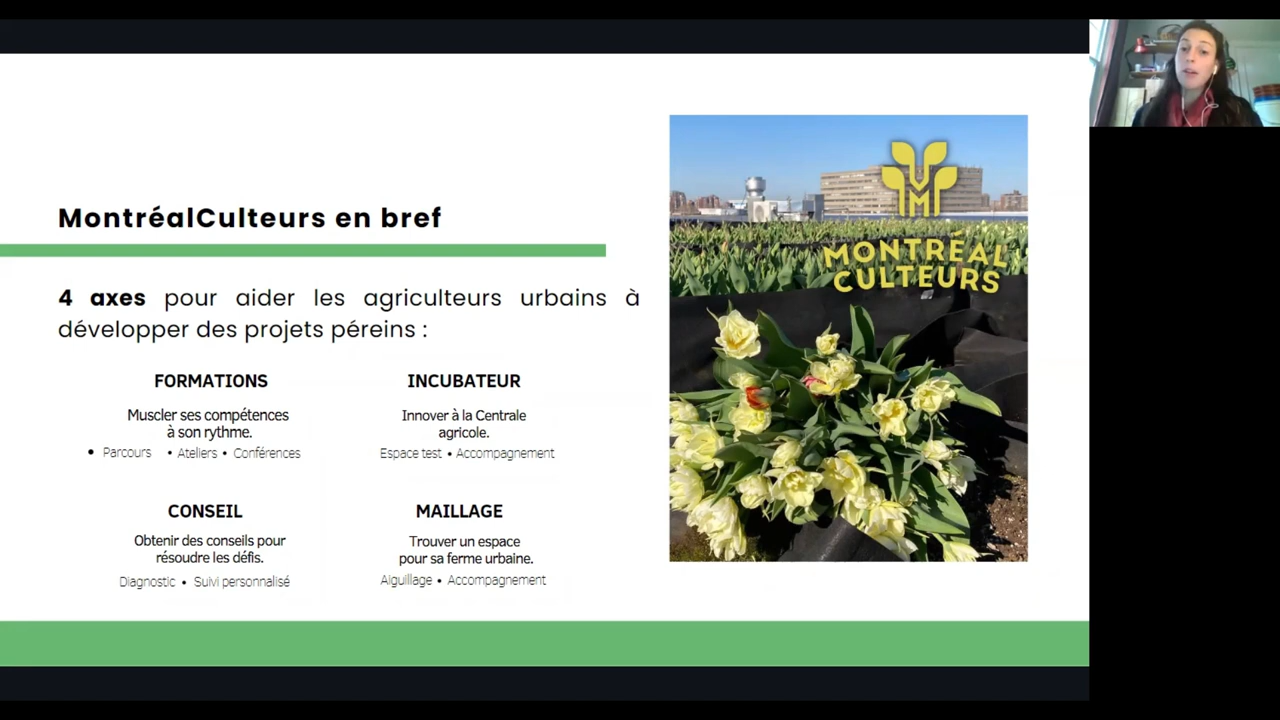 MontréalCulteurs en bref
4 axes pour aider les agriculteurs urbains à
développer des projets péreins :
FORMATIONS
Muscler ses compétences
à son rythme.
• Parcours • Ateliers • Conférences
INCUBATEUR
Innover à la Centrale
agricole.
Espace test • Accompagnement
CONSEIL
Obtenir des conseils pour
résoudre les défis.
Diagnostic • Suivi personnalisé
MAILLAGE
Trouver un espace
pour sa ferme urbaine.
Aiguillage • Accompagnement
M
MONTRÉAL
CULTEURS